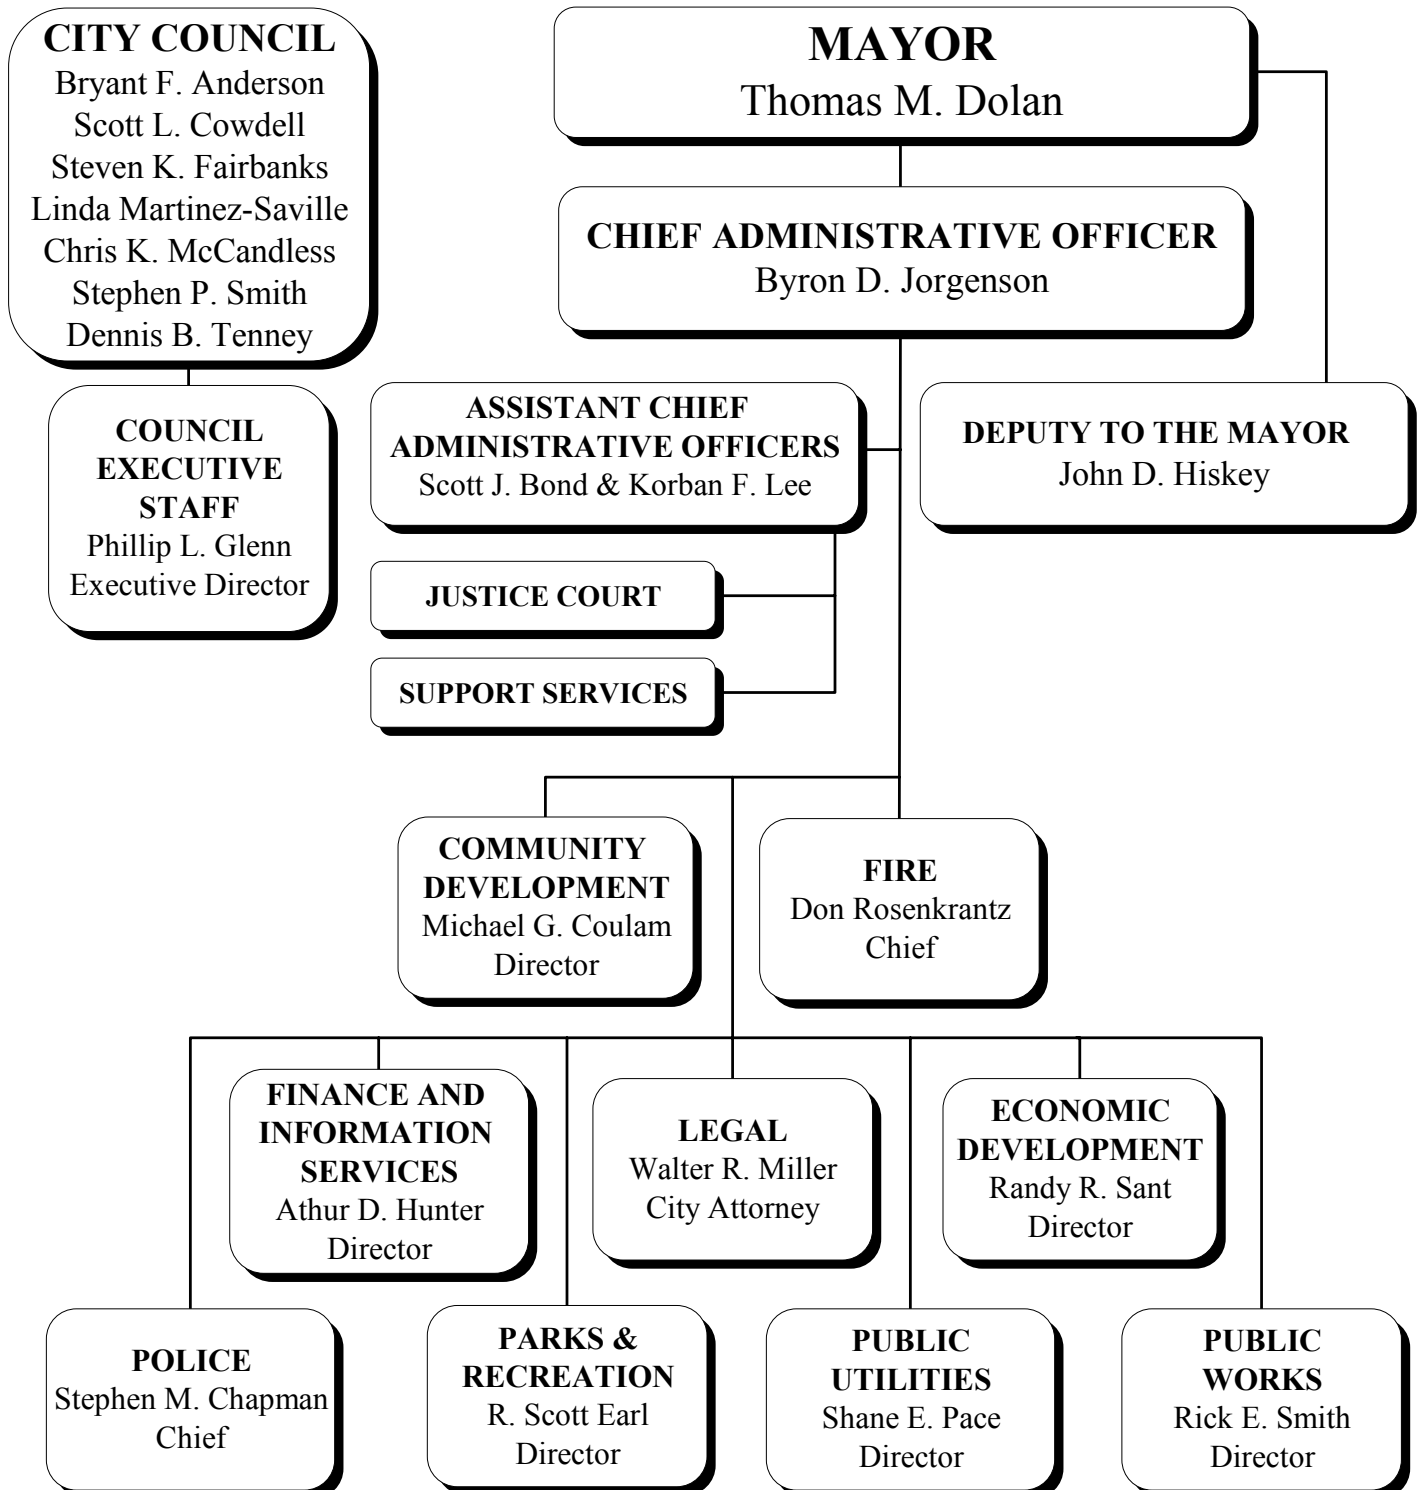 CITY COUNCIL
Bryant F. Anderson
Scott L. Cowdell
Steven K. Fairbanks
Linda Martinez-Saville
Chris K. McCandless
Stephen P. Smith
Dennis B. Tenney
MAYOR
Thomas M. Dolan
CHIEF ADMINISTRATIVE OFFICER
Byron D. Jorgenson
COUNCIL
EXECUTIVE
STAFF
Phillip L. Glenn
Executive Director
ASSISTANT CHIEF
ADMINISTRATIVE OFFICERS
Scott J. Bond & Korban F. Lee
DEPUTY TO THE MAYOR
John D. Hiskey
JUSTICE COURT
SUPPORT SERVICES
COMMUNITY
DEVELOPMENT
Michael G. Coulam
Director
FIRE
Don Rosenkrantz
Chief
FINANCE AND
INFORMATION
SERVICES
Athur D. Hunter
Director
LEGAL
Walter R. Miller
City Attorney
ECONOMIC
DEVELOPMENT
Randy R. Sant
Director
POLICE
Stephen M. Chapman
Chief
PARKS &
RECREATION
R. Scott Earl
Director
PUBLIC
UTILITIES
Shane E. Pace
Director
PUBLIC
WORKS
Rick E. Smith
Director